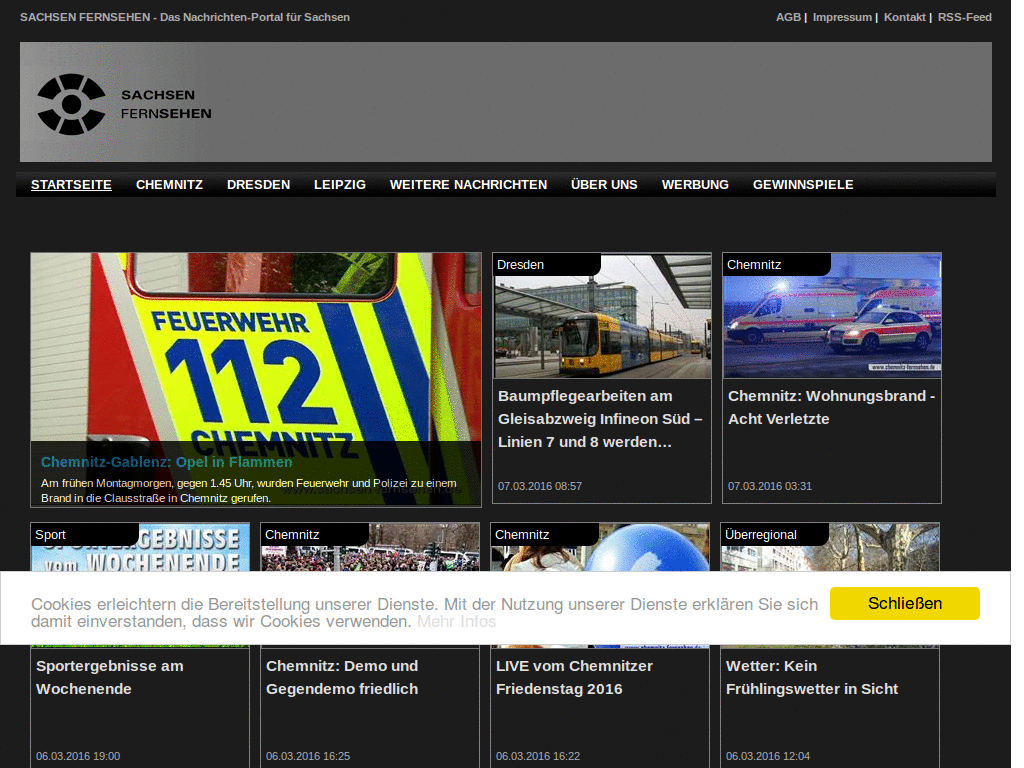 SACHSEN FERNSEHEN - Das Nachrichten-Portal für Sachsen
AGB | Impressum | Kontakt | RSS-Feed
SACHSEN
FERNSEHEN
STARTSEITE CHEMNITZ DRESDEN LEIPZIG WEITERE NACHRICHTEN ÜBER UNS WERBUNG GEWINNSPIELE
FEUERWEHR
112
CHEMNITZ
Chemnitz-Gablenz: Opel in Flammen
Am frühen Montagmorgen, gegen 1.45 Uhr, wurden Feuerwehr und Polizei zu einem
Brand in die Clausstraße in Chemnitz gerufen.
Dresden
Baumpflegearbeiten am
Gleisabzweig Infineon Süd –
Linien 7 und 8 werden…
07.03.2016 08:57
Chemnitz
www.chemnitz-fernsehen.de
Chemnitz: Wohnungsbrand -
Acht Verletzte
07.03.2016 03:31
Sport
vom WOCHENENDE
Chemnitz
Chemnitz
Überregional
Cookies erleichtern die Bereitstellung unserer Dienste. Mit der Nutzung unserer Dienste erklären Sie sich
damit einverstanden, dass wir Cookies verwenden. Mehr Infos
Schließen
Sportergebnisse am
Wochenende
06.03.2016 19:00
Chemnitz: Demo und
Gegendemo friedlich
06.03.2016 16:25
LIVE vom Chemnitzer
Friedenstag 2016
06.03.2016 16:22
Wetter: Kein
Frühlingswetter in Sicht
06.03.2016 12:04